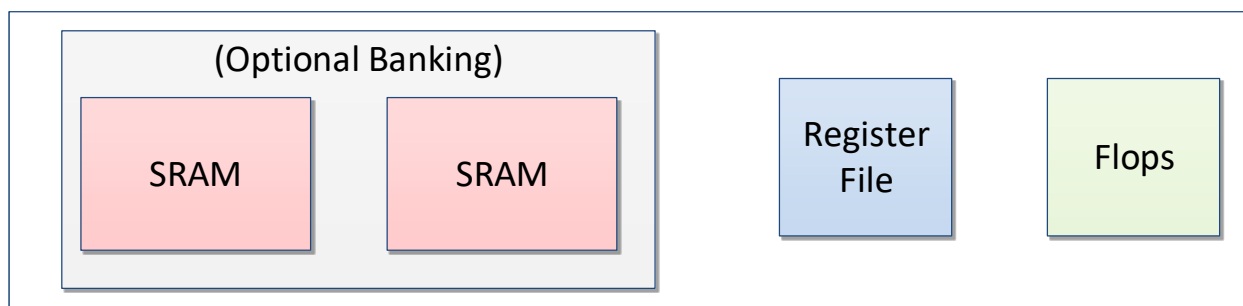 (Optional Banking)
SRAM
SRAM
Register
File
Flops